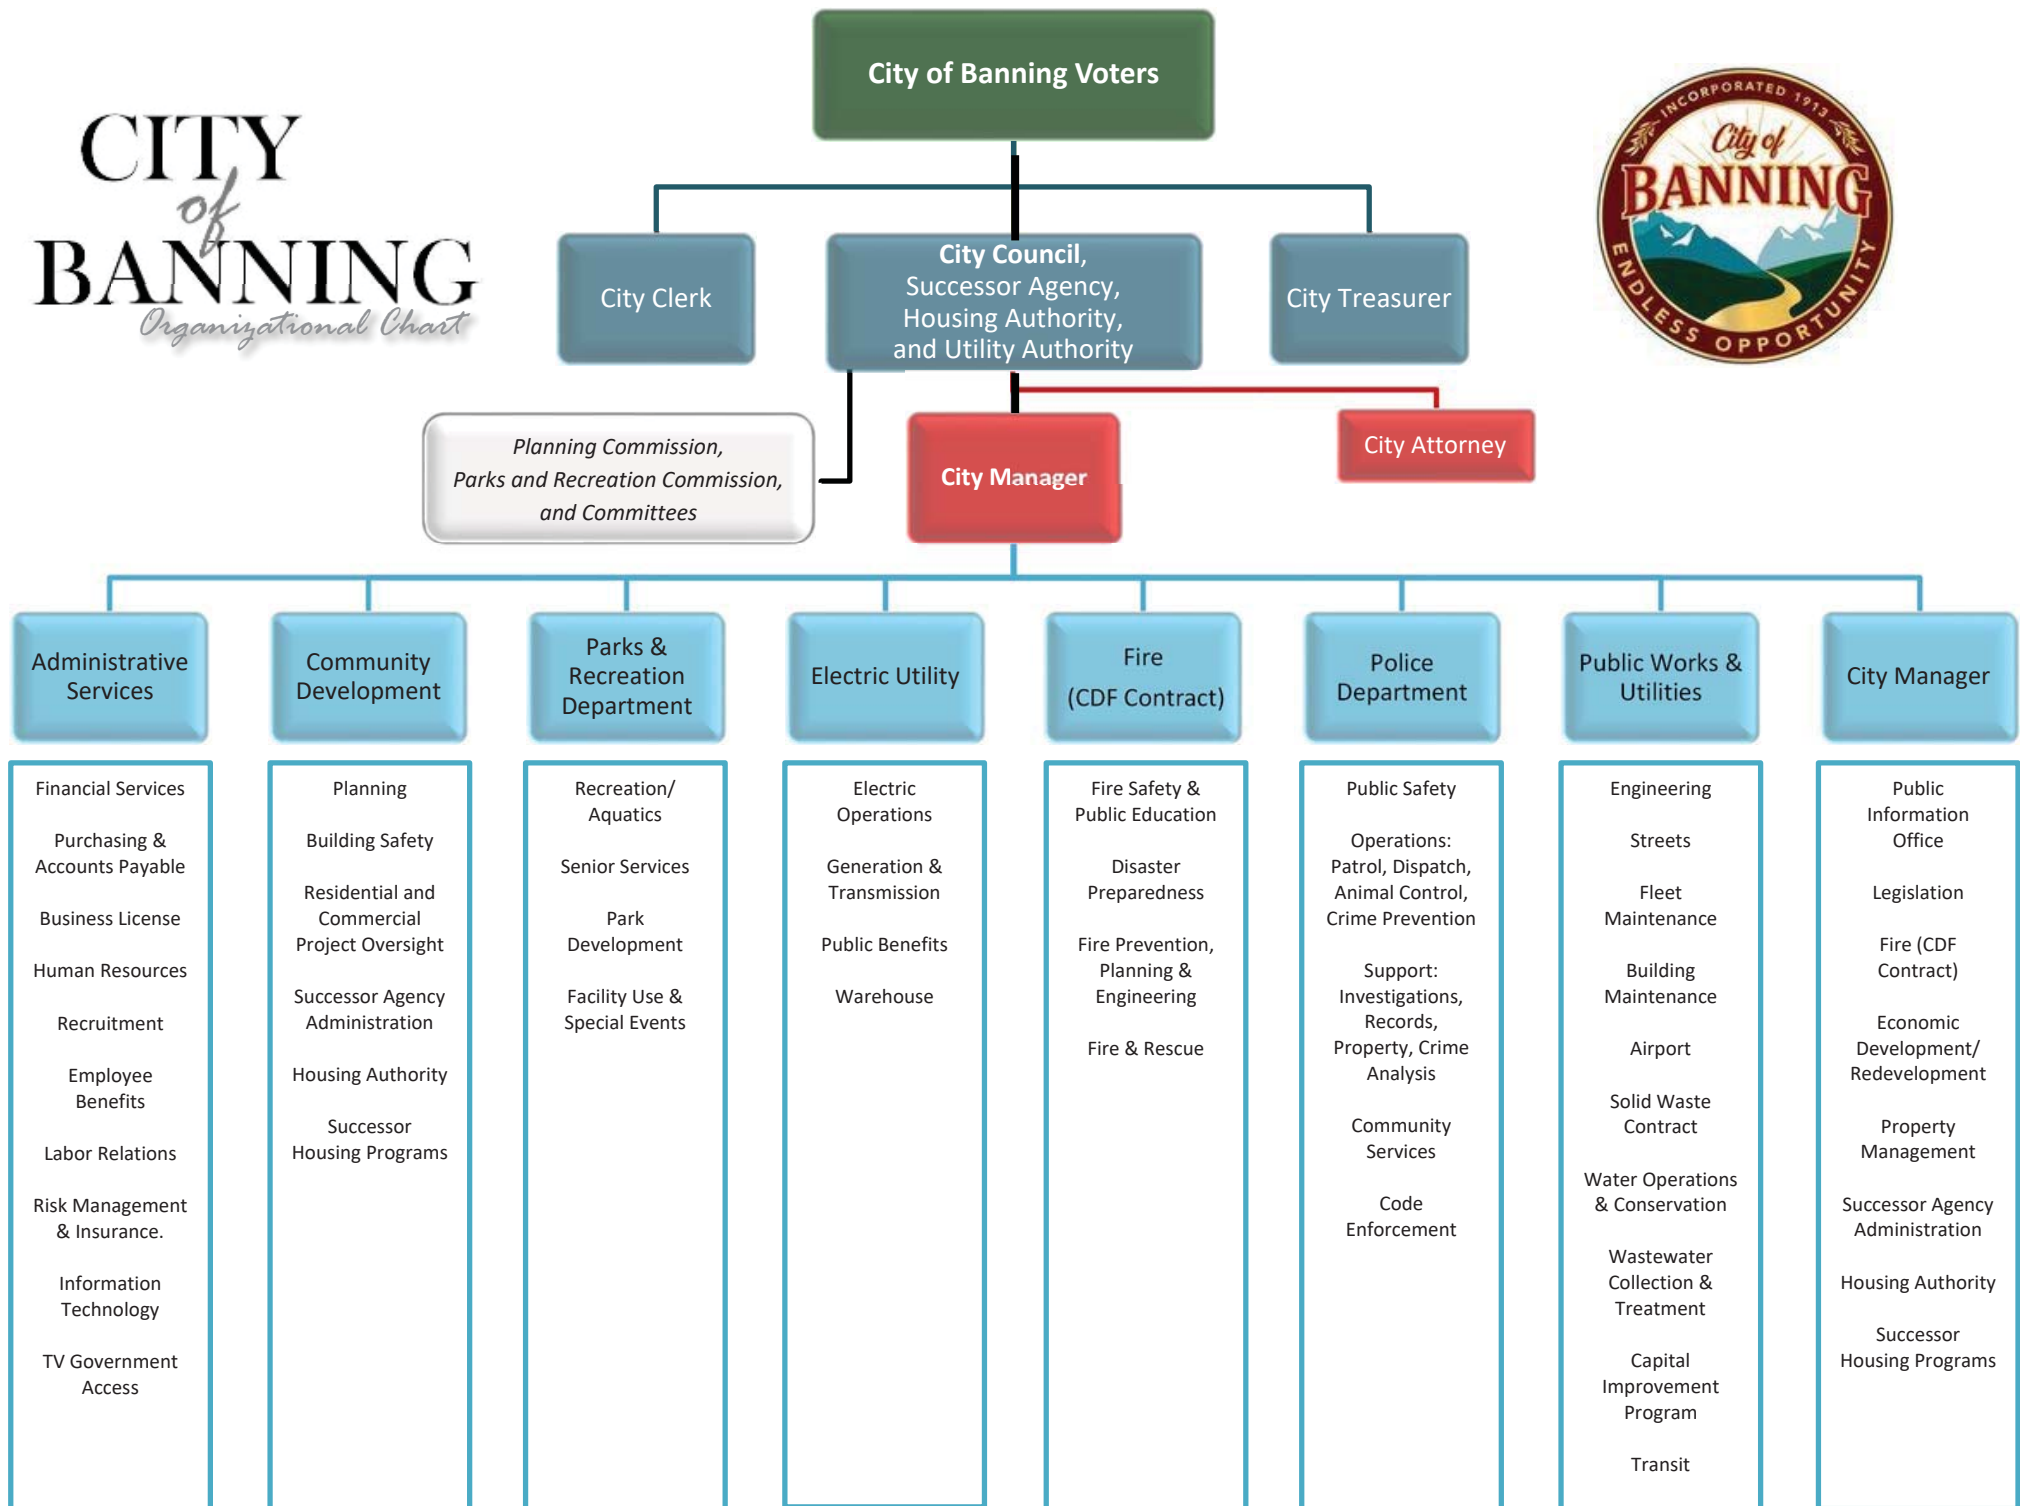 City of Banning Voters
CITY
of
BANNING
Organizational Chart
INCORPORATED 1913
City of
BANNING
ENDLESS OPPORTUNITY
City Clerk
City Council,
Successor Agency,
Housing Authority,
and Utility Authority
City Treasurer
Planning Commission,
Parks and Recreation Commission,
and Committees
City Manager
City Attorney
Administrative
Services
Community
Development
Parks &
Recreation
Department
Electric Utility
Fire
(CDF Contract)
Police
Department
Public Works &
Utilities
City Manager
Financial Services
Purchasing &
Accounts Payable
Business License
Human Resources
Recruitment
Employee
Benefits
Labor Relations
Risk Management
& Insurance.
Information
Technology
TV Government
Access
Planning
Building Safety
Residential and
Commercial
Project Oversight
Successor Agency
Administration
Housing Authority
Successor
Housing Programs
Recreation/
Aquatics
Senior Services
Park
Development
Facility Use &
Special Events
Electric
Operations
Generation &
Transmission
Public Benefits
Warehouse
Fire Safety &
Public Education
Disaster
Preparedness
Fire Prevention,
Planning &
Engineering
Fire & Rescue
Public Safety
Operations:
Patrol, Dispatch,
Animal Control,
Crime Prevention
Support:
Investigations,
Records,
Property, Crime
Analysis
Community
Services
Code
Enforcement
Engineering
Streets
Fleet
Maintenance
Building
Maintenance
Airport
Solid Waste
Contract
Water Operations
& Conservation
Wastewater
Collection &
Treatment
Capital
Improvement
Program
Transit
Public
Information
Office
Legislation
Fire (CDF
Contract)
Economic
Development/
Redevelopment
Property
Management
Successor Agency
Administration
Housing Authority
Successor
Housing Programs